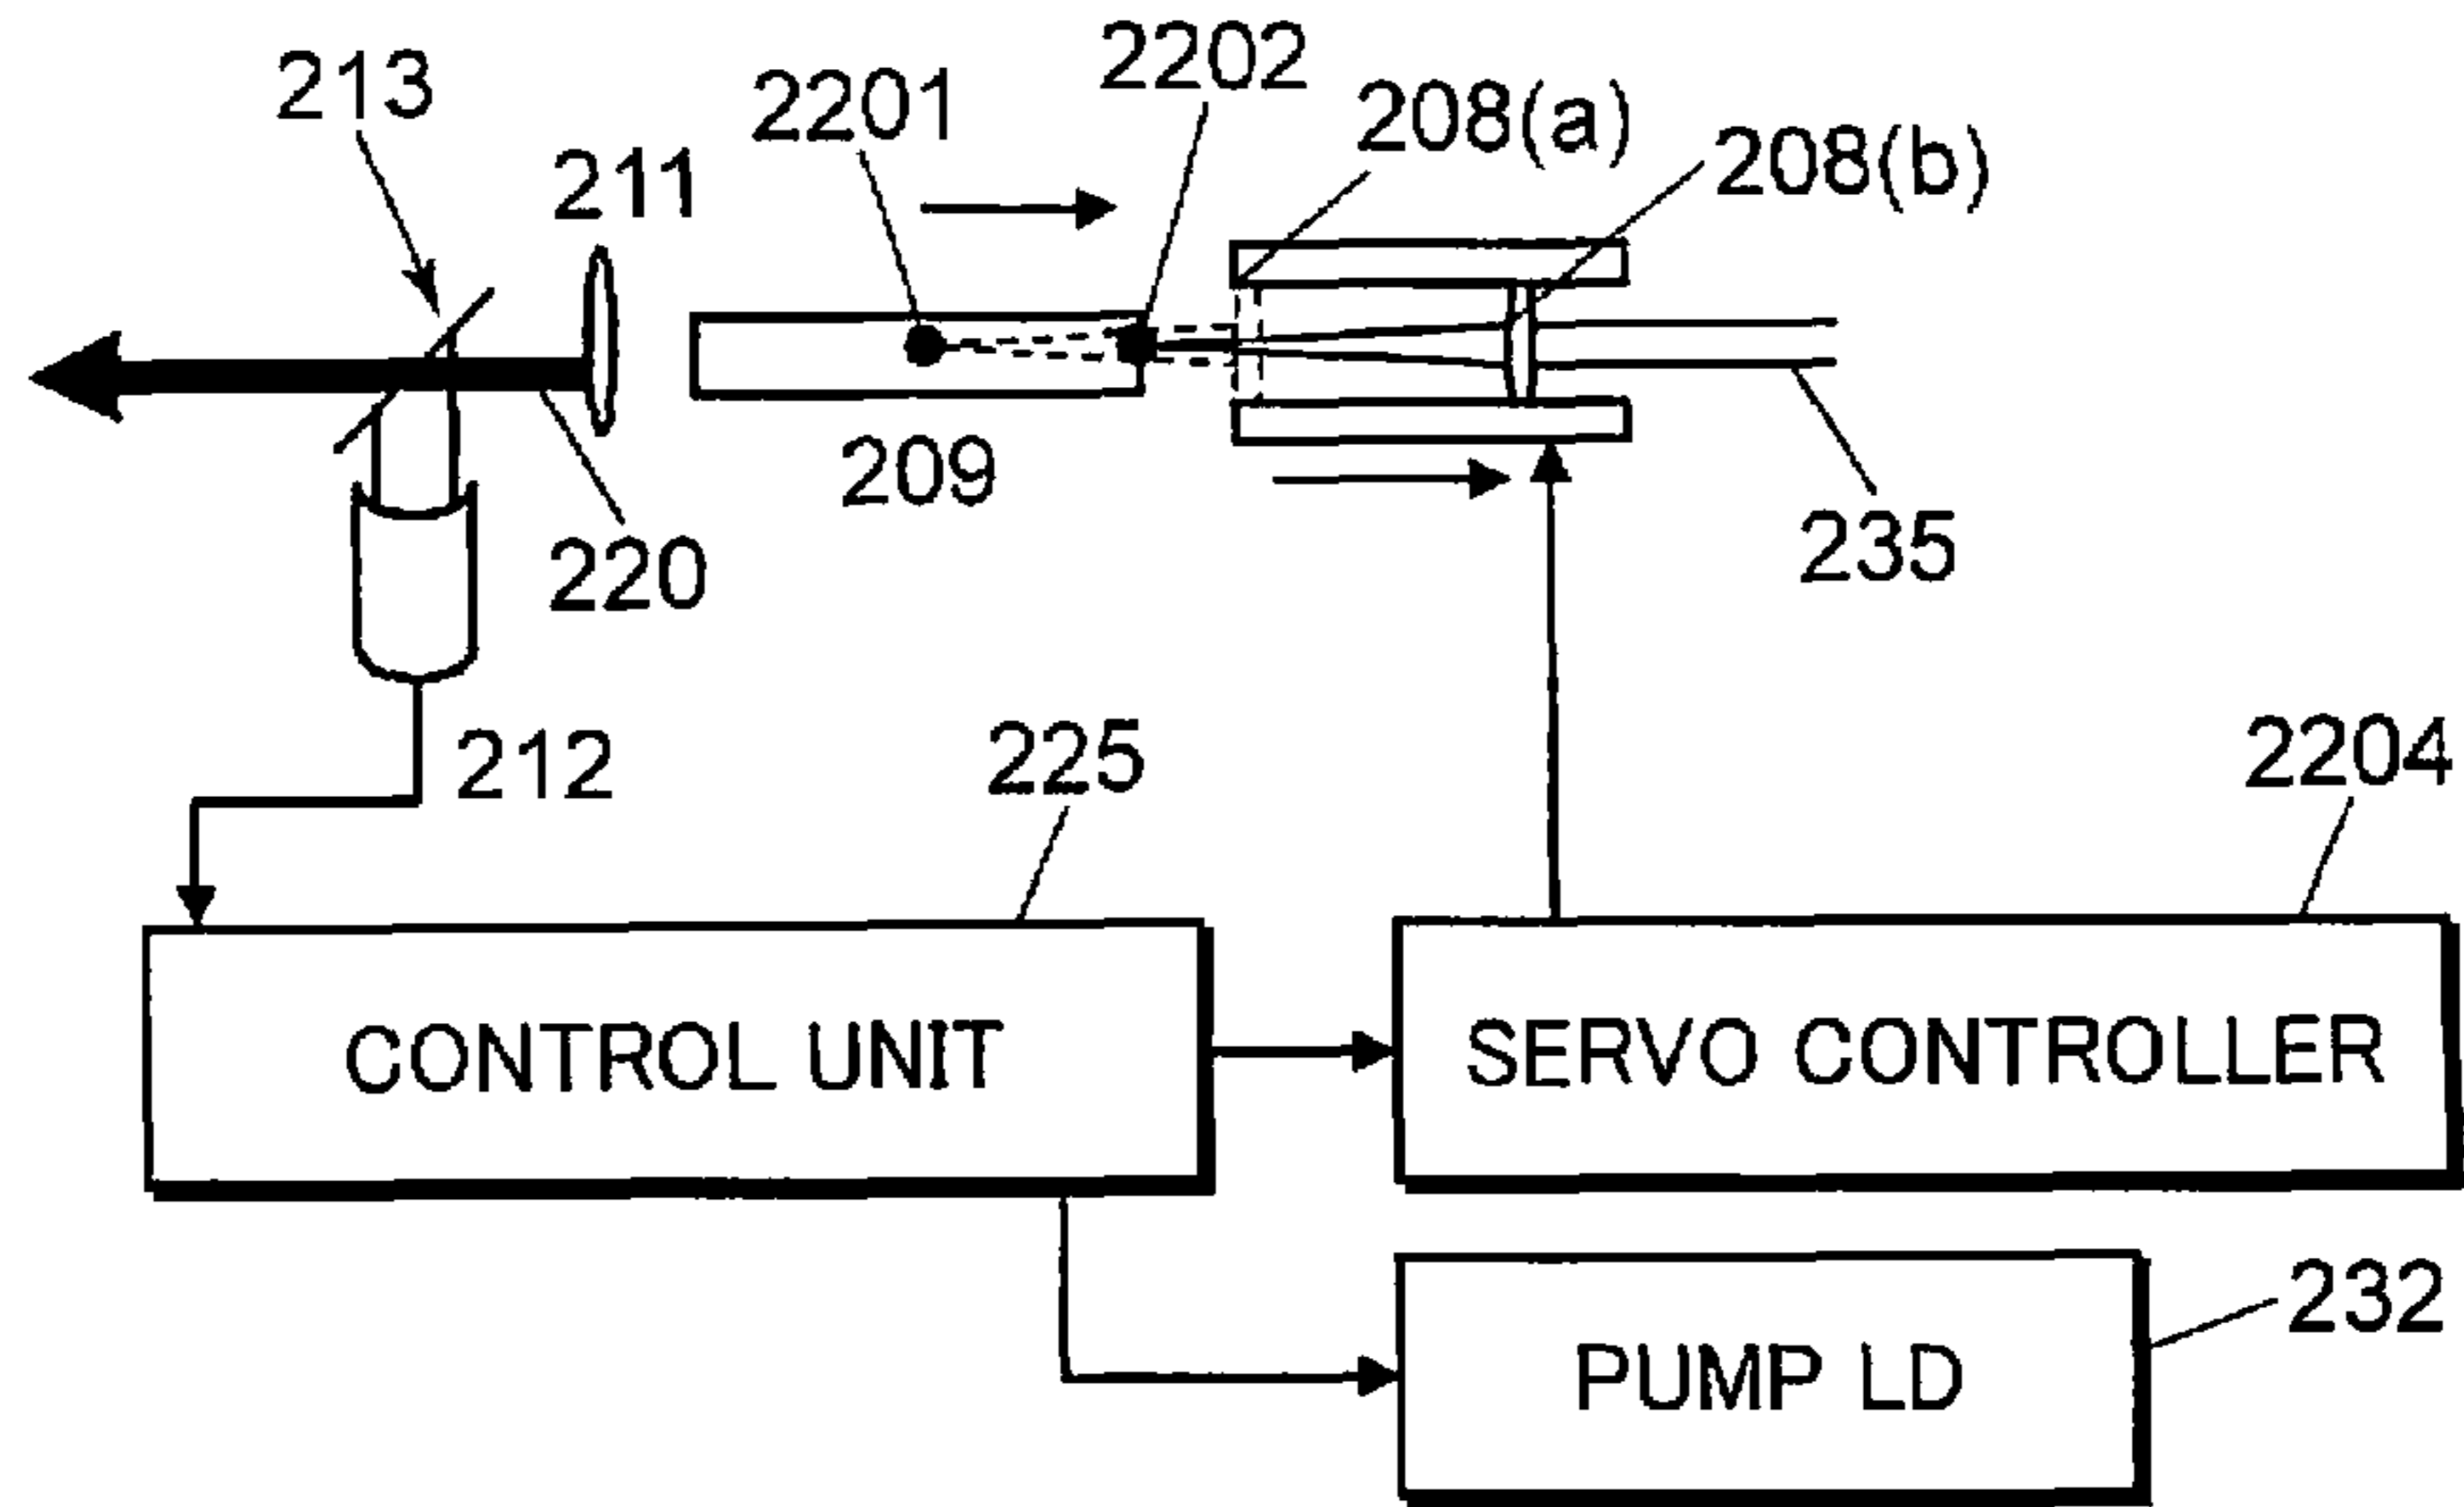 2202
213
2201
208(a)
208(b)
211
209
220
235
212
225
2204
CONTROL UNIT
SERVO CONTROLLER
232
PUMP LD